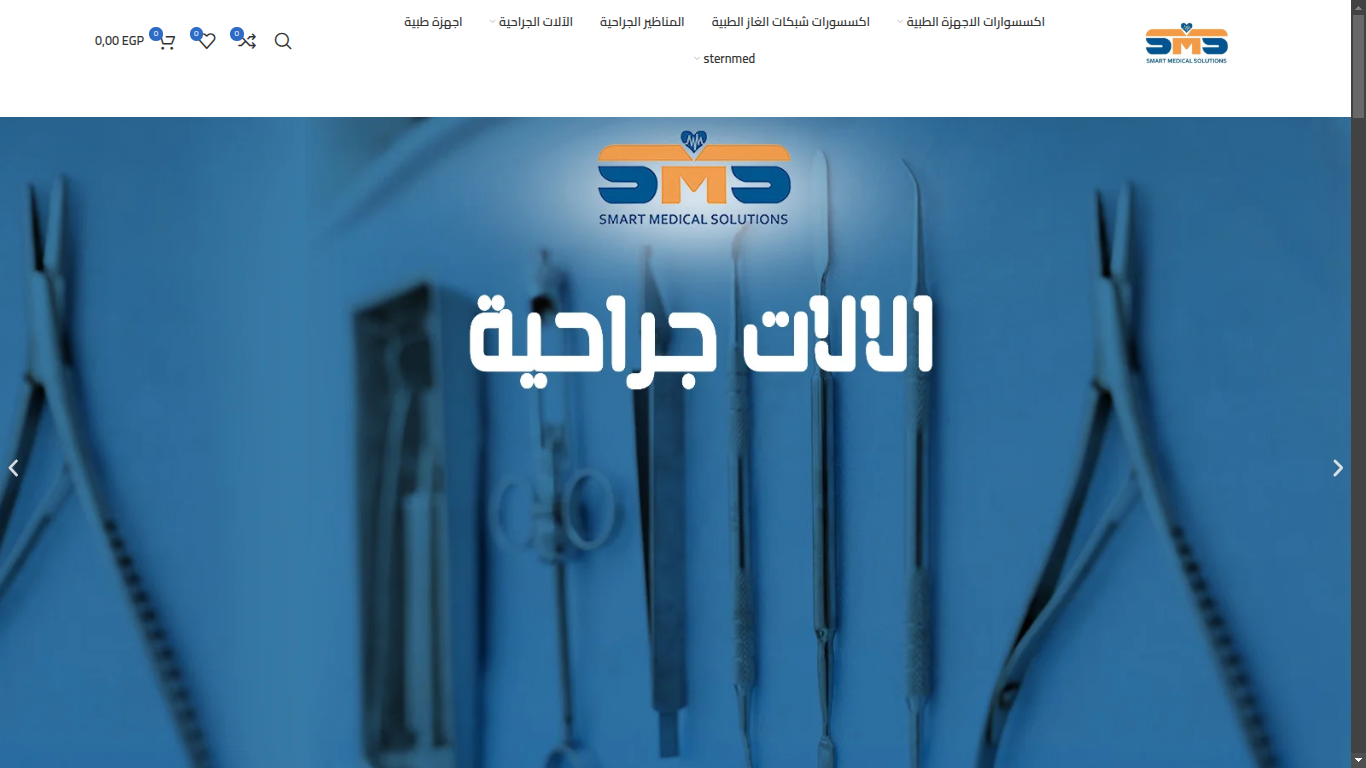 SMS
SMART MEDICAL SOLUTIONS
اكسسوارات الاجهزة الطبية
اكسسورات شبكات الغاز الطبية
المناظير الجراحية
الآلات الجراحية
اجهزة طبية
sternmed
0
0
0
0,00 EGP
SMS
SMART MEDICAL SOLUTIONS
الالات جراحية